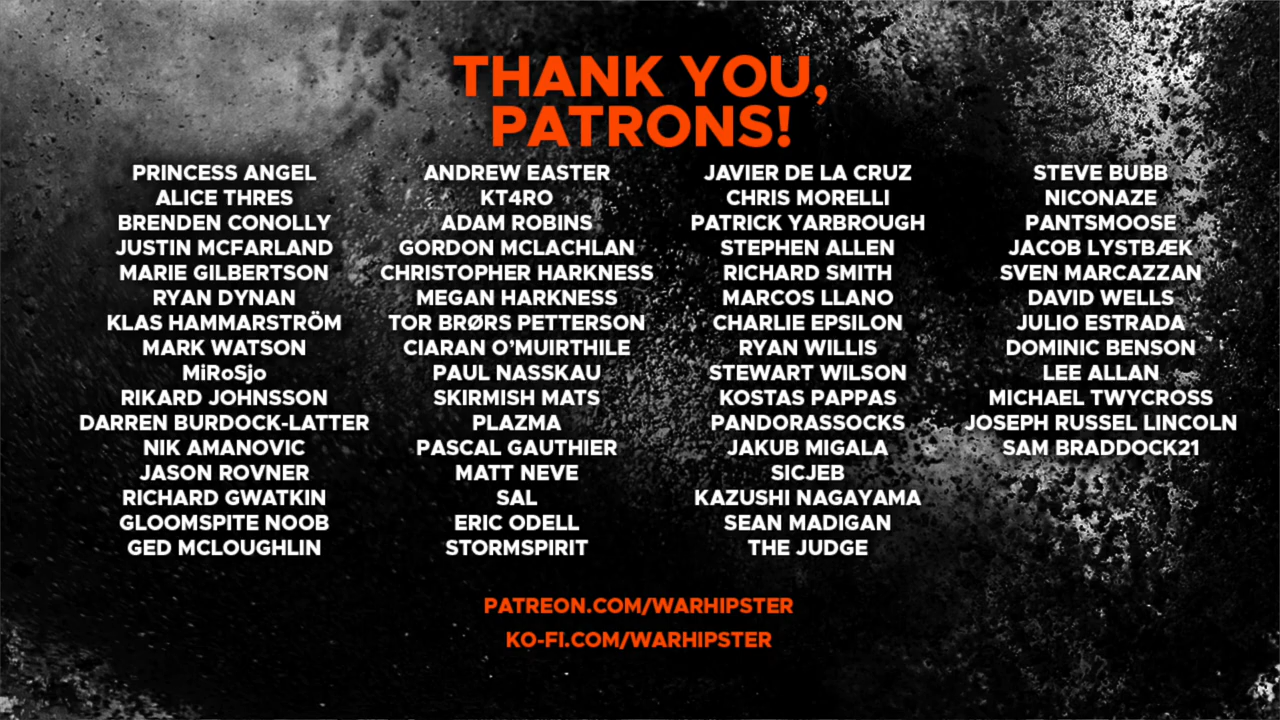 THANK YOU,
PATRONS!
PRINCESS ANGEL
ALICE THRES
BRENDEN CONOLLY
JUSTIN MCFARLAND
MARIE GILBERTSON
RYAN DYNAN
KLAS HAMMARSTRÖM
MARK WATSON
MiRoSjo
RIKARD JOHNSSON
DARREN BURDOCK-LATTER
NIK AMANOVIC
JASON ROVNER
RICHARD GWATKIN
GLOOMSPITE NOOB
GED MCLOUGHLIN
ANDREW EASTER
KT4RO
ADAM ROBINS
GORDON MCLACHLAN
CHRISTOPHER HARKNESS
MEGAN HARKNESS
TOR BRØRS PETTERSON
CIARAN O’MUIRTHILE
PAUL NASSKAU
SKIRMISH MATS
PLAZMA
PASCAL GAUTHIER
MATT NEVE
SAL
ERIC ODELL
STORMSPIRIT
JAVIER DE LA CRUZ
CHRIS MORELLI
PATRICK YARBROUGH
STEPHEN ALLEN
RICHARD SMITH
MARCOS LLANO
CHARLIE EPSILON
RYAN WILLIS
STEWART WILSON
KOSTAS PAPPAS
PANDORASSOCKS
JAKUB MIGALA
SICJEB
KAZUSHI NAGAYAMA
SEAN MADIGAN
THE JUDGE
STEVE BUBB
NICONAZE
PANTSMOOSE
JACOB LYSTBÆK
SVEN MARCAZZAN
DAVID WELLS
JULIO ESTRADA
DOMINIC BENSON
LEE ALLAN
MICHAEL TWYCROSS
JOSEPH RUSSEL LINCOLN
SAM BRADDOCK21
PATREON.COM/WARHIPSTER
KO-FI.COM/WARHIPSTER